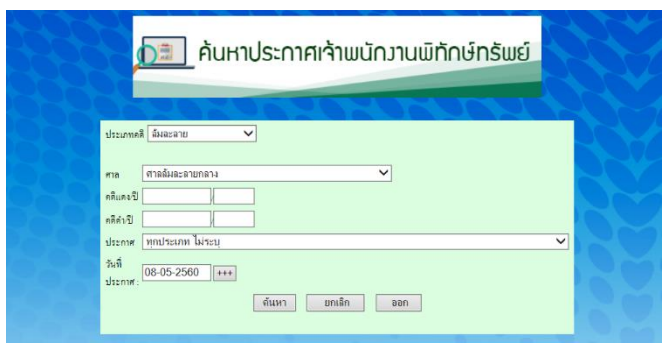 ค้นหาประกาศเจ้าพนักงานพิทักษ์ทรัพย์
ประเภทคดี ล้มละลาย
ศาล ศาลล้มละลายกลาง
คดีแดง/ปี /
คดีดำ/ปี /
ประกาศ ทุกประเภท ไม่ระบุ
วันที่
ประกาศ : 08-05-2560 +++
ค้นหา ยกเลิก ออก